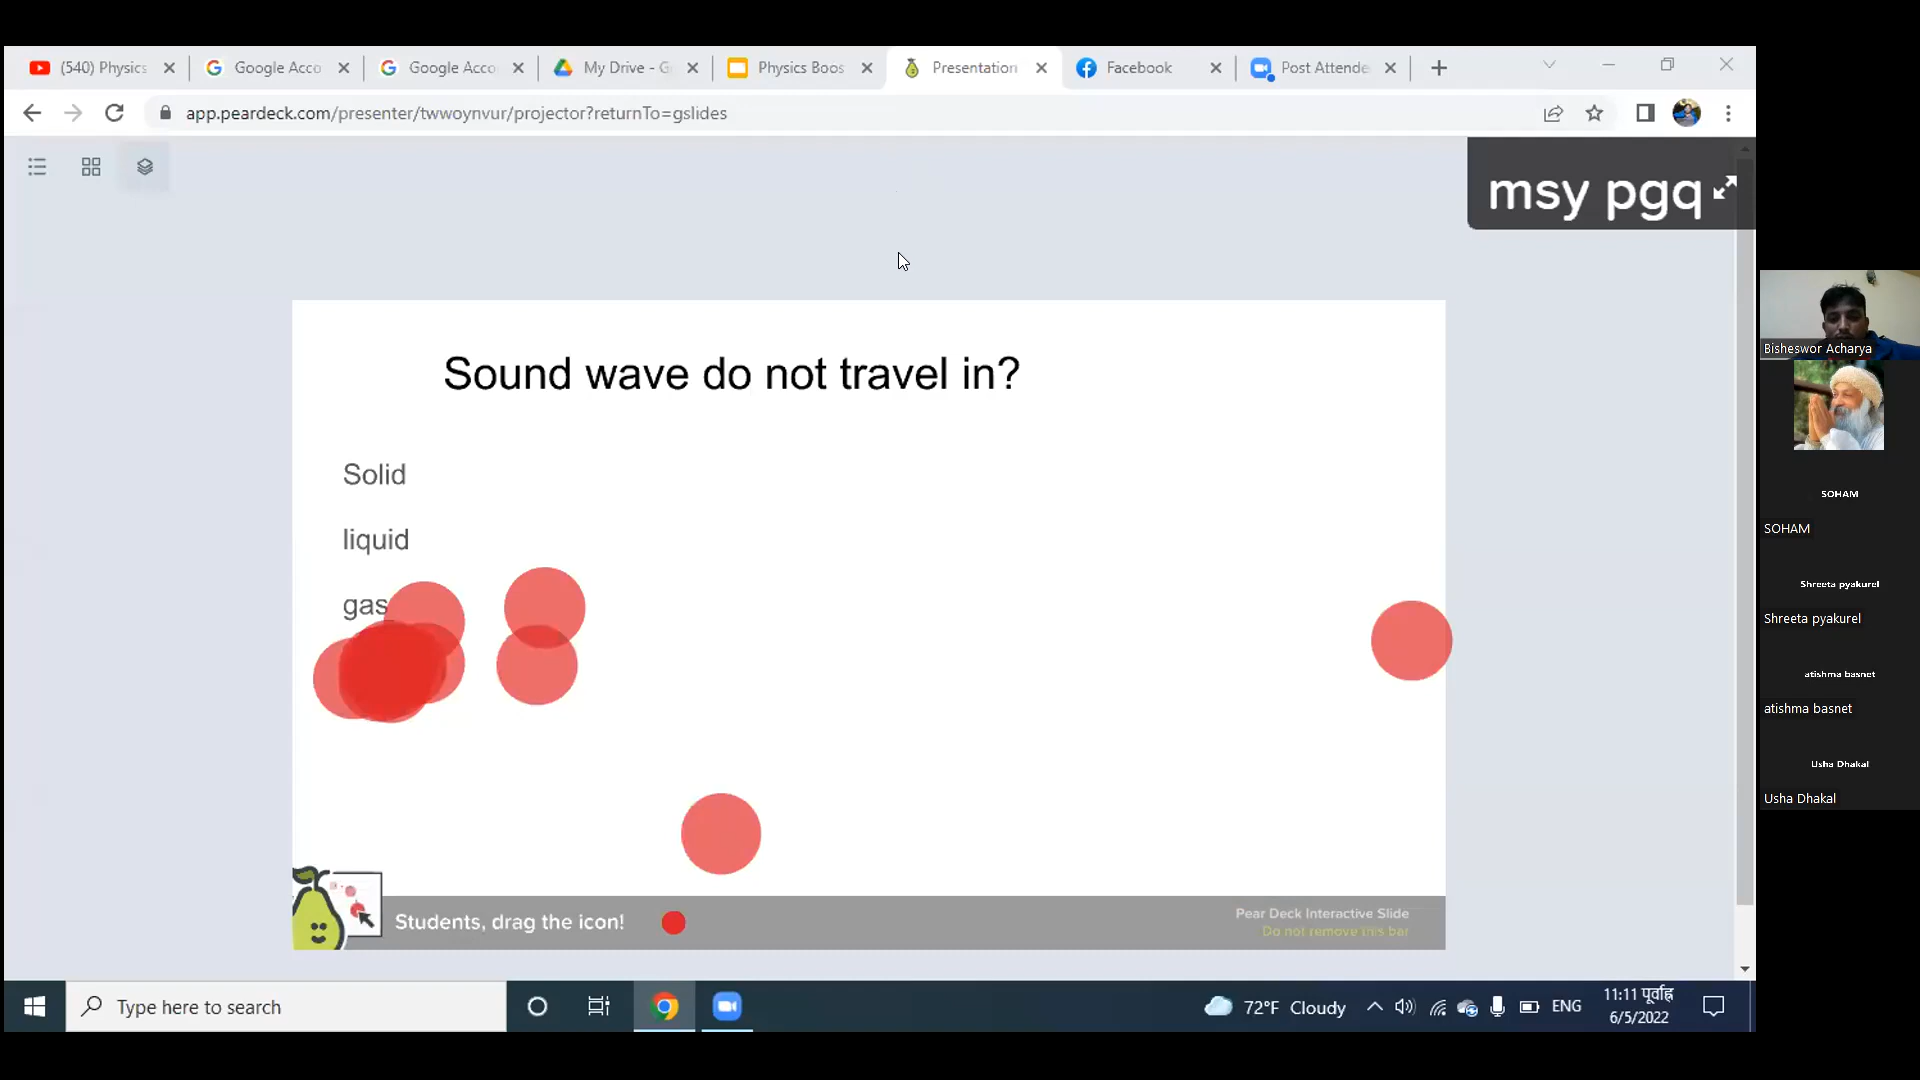 (540) Physics
Google Acco
Google Acco
My Drive - G
Physics Boos
Presentation
Facebook
Post Attende
app.peardeck.com/presenter/twwoynvur/projector?returnTo=gslides
msy pgq
Sound wave do not travel in?
Solid
liquid
gas
Students, drag the icon!
Pear Deck Interactive Slide
Do not remove this bar
Bisheswor Acharya
SOHAM
SOHAM
Shreeta pyakurel
Shreeta pyakurel
atishma basnet
atishma basnet
Usha Dhakal
Usha Dhakal
Type here to search
72°F Cloudy
ENG
11:11 पूर्वाह्न
6/5/2022